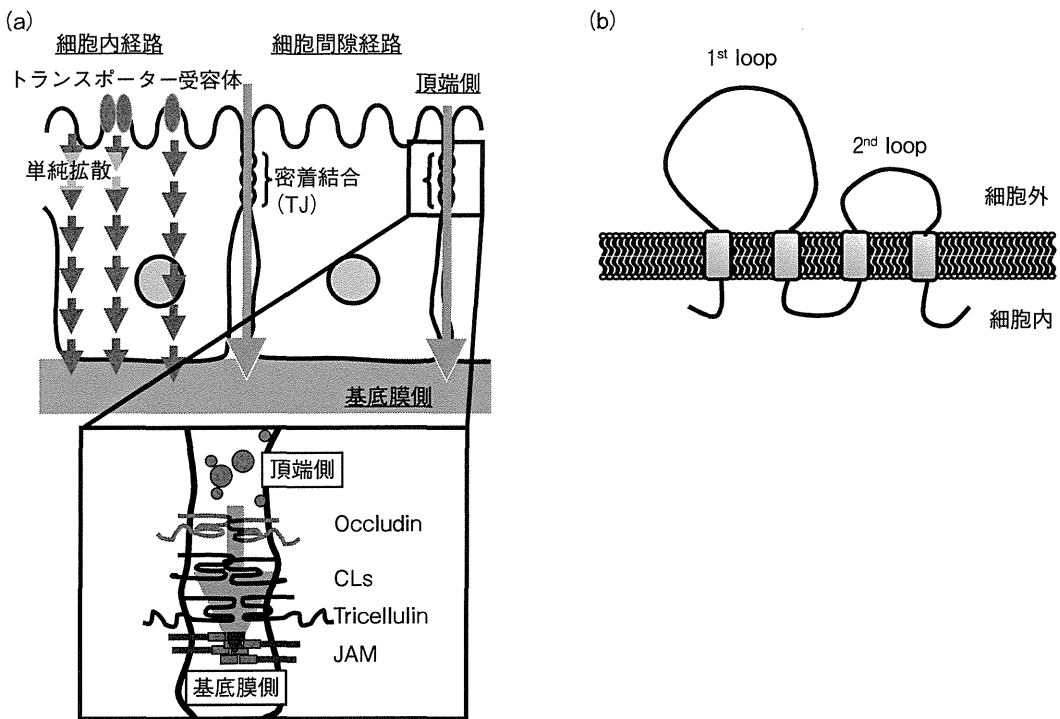 (a)
細胞内経路
細胞間隙経路
トランスポーター受容体
頂端側
単純拡散
密着結合
(TJ)
基底膜側
頂端側
Occludin
CLs
Tricellulin
JAM
基底膜側
(b)
1st loop
2nd loop
細胞外
細胞内